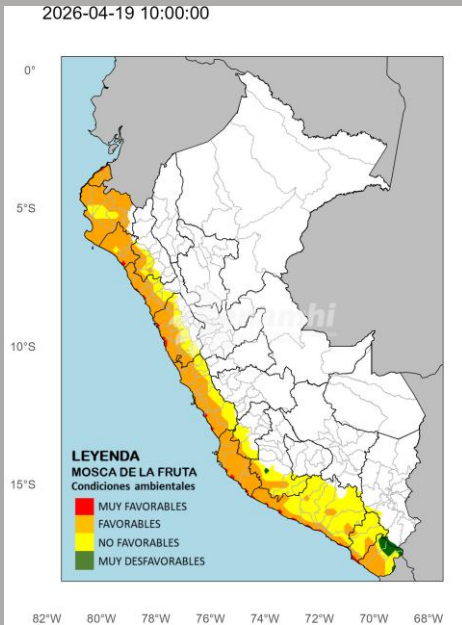 2026-04-19 10:00:00
0°
5°S
10°S
15°S
LEYENDA
MOSCA DE LA FRUTA
Condiciones ambientales
MUY FAVORABLES
FAVORABLES
NO FAVORABLES
MUY DESFAVORABLES
82°W 80°W 78°W 76°W 74°W 72°W 70°W 68°W